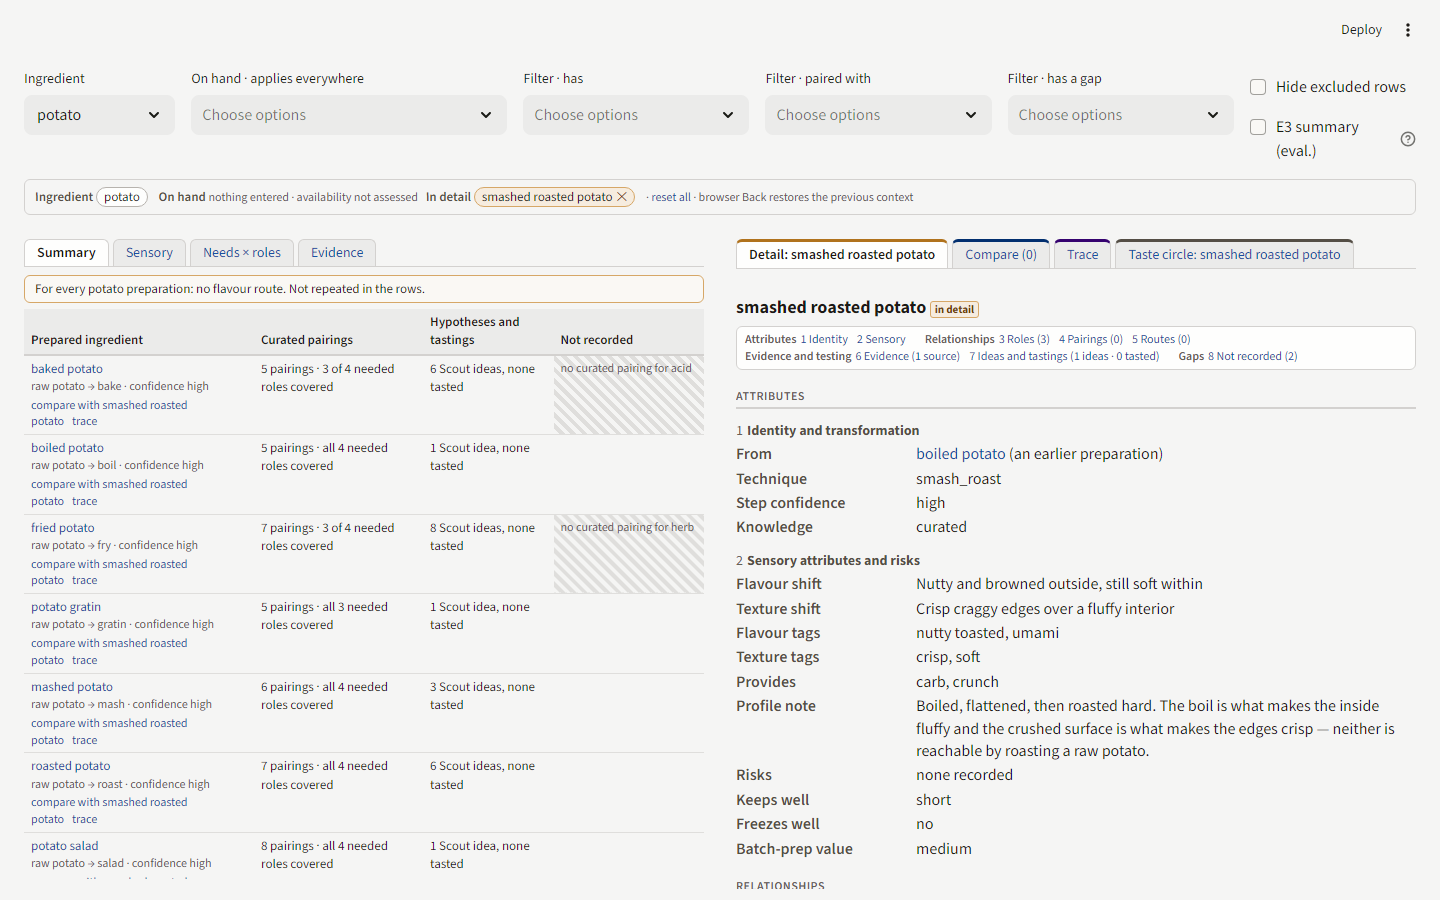 Deploy
Ingredient
potato
On hand · applies everywhere
Choose options
Filter · has
Choose options
Filter · paired with
Choose options
Filter · has a gap
Choose options
Hide excluded rows
E3 summary
(eval.)
Ingredient potato On hand nothing entered · availability not assessed In detail smashed roasted potato · reset all · browser Back restores the previous context
Summary
Sensory
Needs × roles
Evidence
For every potato preparation: no flavour route. Not repeated in the rows.
Prepared ingredient
Curated pairings
Hypotheses and
tastings
Not recorded
baked potato
raw potato → bake · confidence high
compare with smashed roasted
potato trace
5 pairings · 3 of 4 needed
roles covered
6 Scout ideas, none
tasted
no curated pairing for acid
boiled potato
raw potato → boil · confidence high
compare with smashed roasted
potato trace
5 pairings · all 4 needed
roles covered
1 Scout idea, none
tasted
fried potato
raw potato → fry · confidence high
compare with smashed roasted
potato trace
7 pairings · 3 of 4 needed
roles covered
8 Scout ideas, none
tasted
no curated pairing for herb
potato gratin
raw potato → gratin · confidence high
compare with smashed roasted
potato trace
5 pairings · all 3 needed
roles covered
1 Scout idea, none
tasted
mashed potato
raw potato → mash · confidence high
compare with smashed roasted
potato trace
6 pairings · all 4 needed
roles covered
3 Scout ideas, none
tasted
roasted potato
raw potato → roast · confidence high
compare with smashed roasted
potato trace
7 pairings · all 4 needed
roles covered
6 Scout ideas, none
tasted
potato salad
raw potato → salad · confidence high
8 pairings · all 4 needed
roles covered
1 Scout idea, none
tasted
Detail: smashed roasted potato
Compare (0)
Trace
Taste circle: smashed roasted potato
smashed roasted potato in detail
Attributes 1 Identity 2 Sensory Relationships 3 Roles (3) 4 Pairings (0) 5 Routes (0)
Evidence and testing 6 Evidence (1 source) 7 Ideas and tastings (1 ideas · 0 tasted) Gaps 8 Not recorded (2)
ATTRIBUTES
1 Identity and transformation
From boiled potato (an earlier preparation)
Technique smash_roast
Step confidence high
Knowledge curated
2 Sensory attributes and risks
Flavour shift Nutty and browned outside, still soft within
Texture shift Crisp craggy edges over a fluffy interior
Flavour tags nutty toasted, umami
Texture tags crisp, soft
Provides carb, crunch
Profile note Boiled, flattened, then roasted hard. The boil is what makes the inside
fluffy and the crushed surface is what makes the edges crisp — neither is
reachable by roasting a raw potato.
Risks none recorded
Keeps well short
Freezes well no
Batch-prep value medium
RELATIONSHIPS